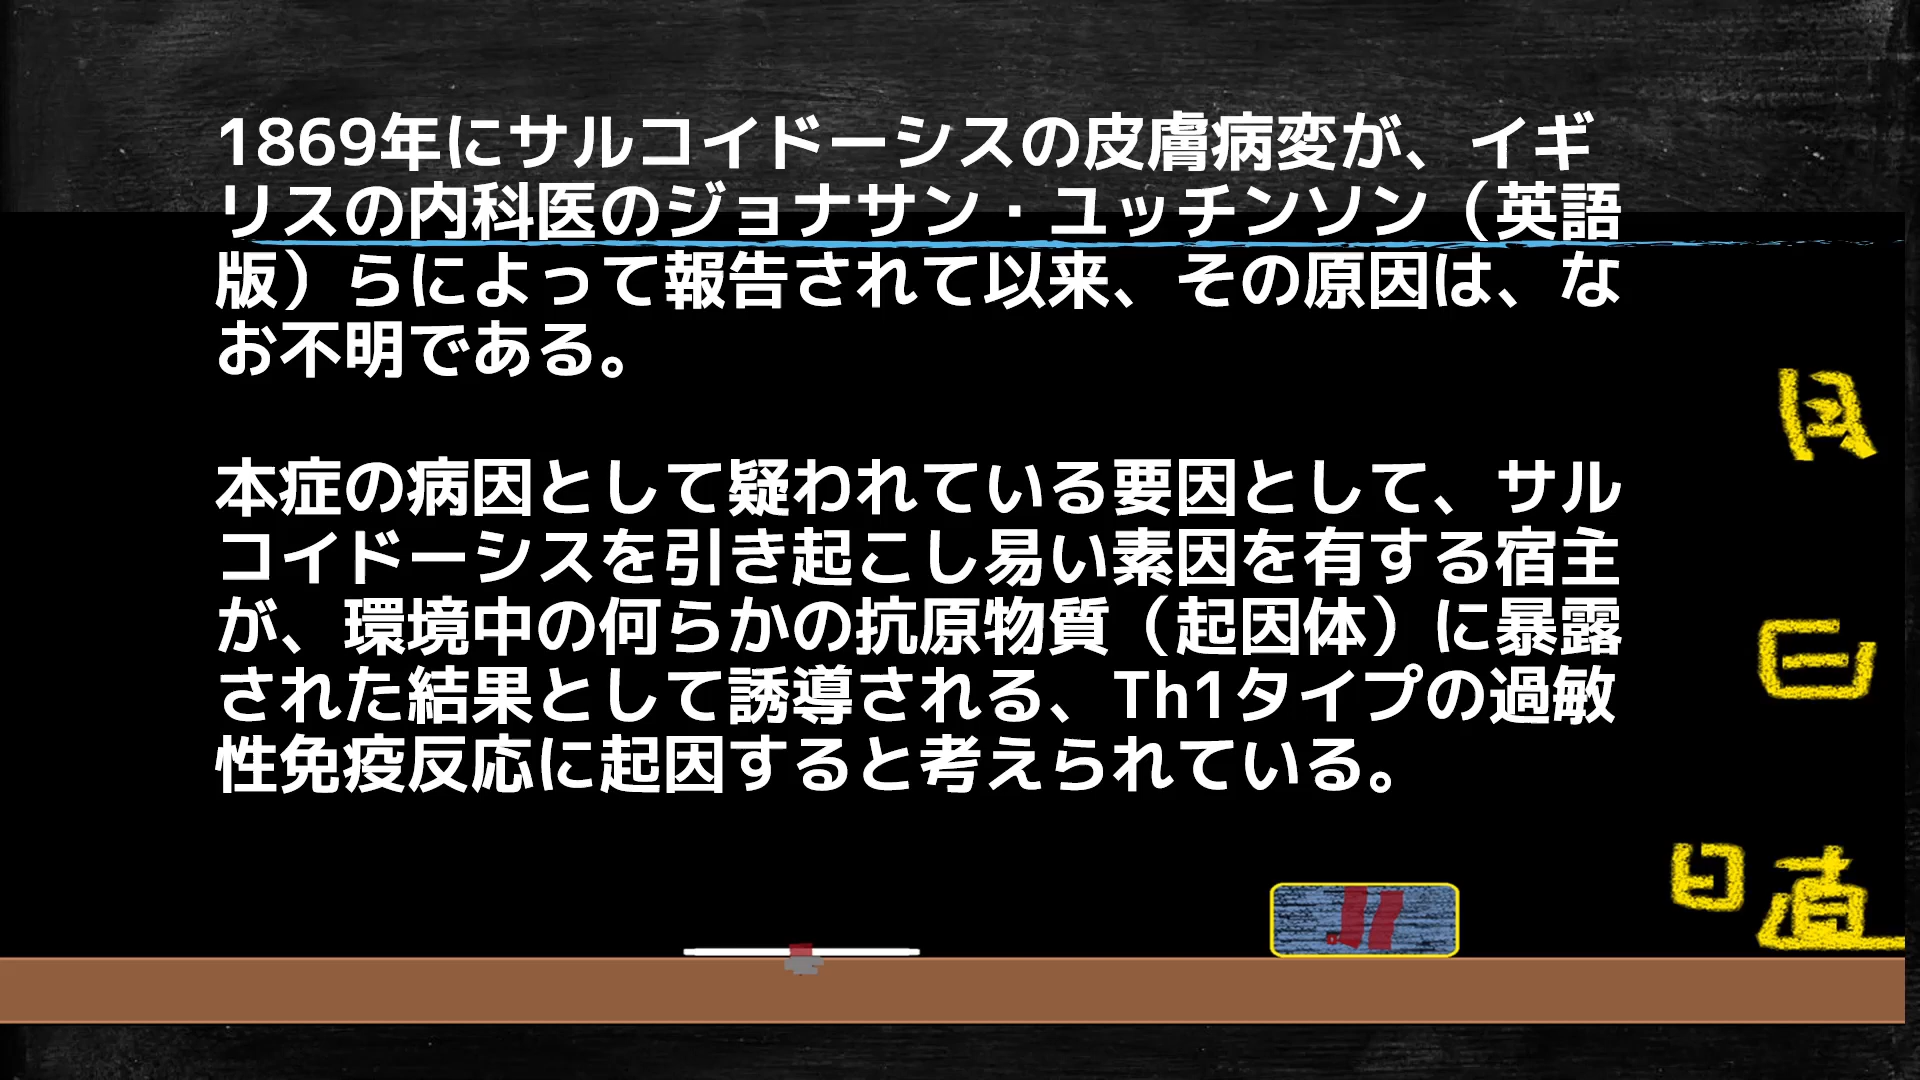 1869年にサルコイドーシスの皮膚病変が、イギ
リスの内科医のジョナサン・ユッチンソン（英語
版）らによって報告されて以来、その原因は、な
お不明である。
本症の病因として疑われている要因として、サル
コイドーシスを引き起こし易い素因を有する宿主
が、環境中の何らかの抗原物質（起因体）に暴露
された結果として誘導される、Th1タイプの過敏
性免疫反応に起因すると考えられている。
月
日
日直